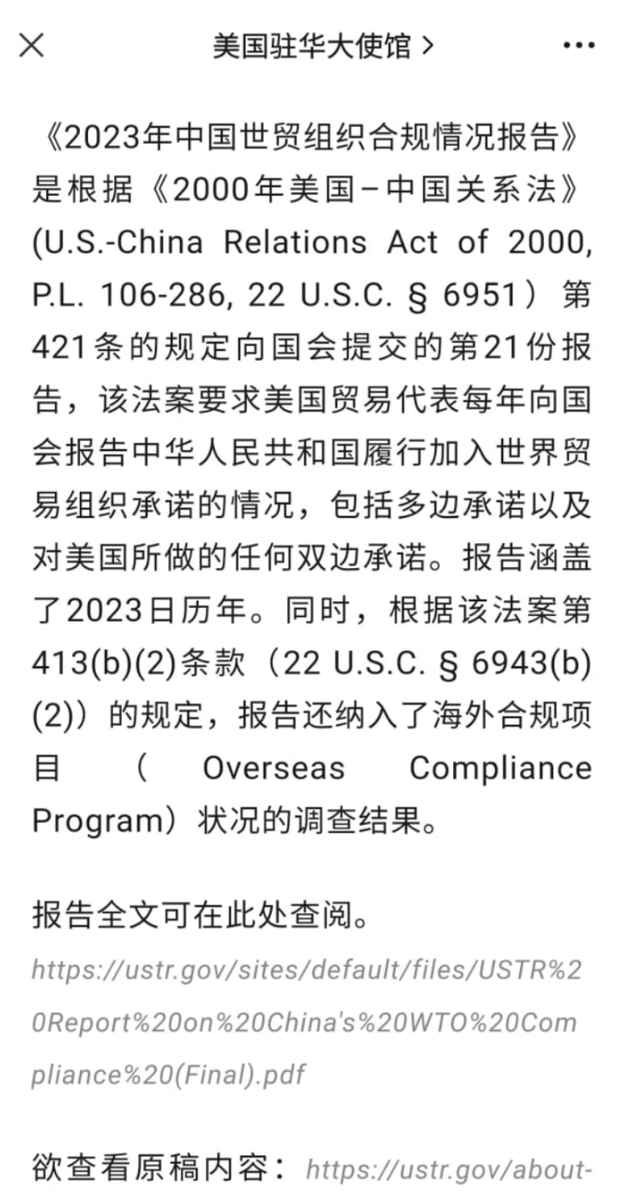 美国驻华大使馆
《2023年中国世贸组织合规情况报告》
是根据《2000年美国–中国关系法》
(U.S.-China Relations Act of 2000,
P.L. 106-286, 22 U.S.C. § 6951）第
421条的规定向国会提交的第21份报
告，该法案要求美国贸易代表每年向国
会报告中华人民共和国履行加入世界贸
易组织承诺的情况，包括多边承诺以及
对美国所做的任何双边承诺。报告涵盖
了2023日历年。同时，根据该法案第
413(b)(2)条款（22 U.S.C. § 6943(b)
(2)）的规定，报告还纳入了海外合规项
目（Overseas Compliance
Program）状况的调查结果。
报告全文可在此处查阅。
https://ustr.gov/sites/default/files/USTR%2
0Report%20on%20China's%20WTO%20Com
pliance%20(Final).pdf
欲查看原稿内容：https://ustr.gov/about-